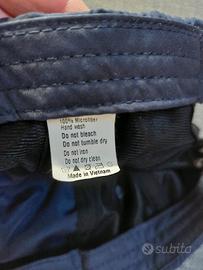 100% Microfiber
Hand wash
Do not bleach
Do not tumble dry
Do not iron
Do not dry clean
Made in Vietnam
subito